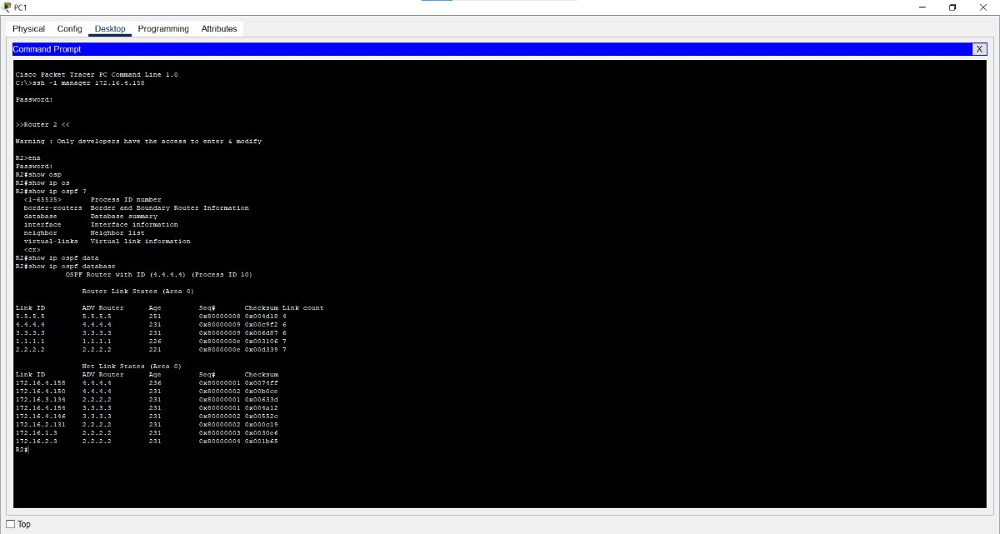 PC1
Physical Config Desktop Programming Attributes
Command Prompt X
Cisco Packet Tracer PC Command Line 1.0
C:\>ssh -l manager 172.16.4.158
Password:
>>Router 2 <<
Warning : Only developers have the access to enter & modify
R2>ena
Password:
R2#show osp
R2#show ip os
R2#show ip ospf ?
<1-65535> Process ID number
border-routers Border and Boundary Router Information
database Database summary
interface Interface information
neighbor Neighbor list
virtual-links Virtual link information
<cr>
R2#show ip ospf data
R2#show ip ospf database
OSPF Router with ID (4.4.4.4) (Process ID 10)
Router Link States (Area 0)
Link ID ADV Router Age Seq# Checksum Link count
5.5.5.5 5.5.5.5 251 0x80000008 0x004d18 4
4.4.4.4 4.4.4.4 231 0x80000009 0x00c9f2 6
3.3.3.3 3.3.3.3 231 0x80000009 0x006d87 6
1.1.1.1 1.1.1.1 226 0x8000000e 0x003106 7
2.2.2.2 2.2.2.2 221 0x8000000e 0x00d339 7
Net Link States (Area 0)
Link ID ADV Router Age Seq# Checksum
172.16.4.158 4.4.4.4 236 0x80000001 0x0074ff
172.16.4.150 4.4.4.4 231 0x80000002 0x00b0ce
172.16.3.134 2.2.2.2 231 0x80000001 0x00633d
172.16.4.154 3.3.3.3 231 0x80000001 0x004a12
172.16.4.146 3.3.3.3 231 0x80000002 0x00552c
172.16.2.131 2.2.2.2 231 0x80000002 0x000c19
172.16.1.3 2.2.2.2 231 0x80000003 0x0030e6
172.16.2.3 2.2.2.2 231 0x80000004 0x001b65
R2#
Top